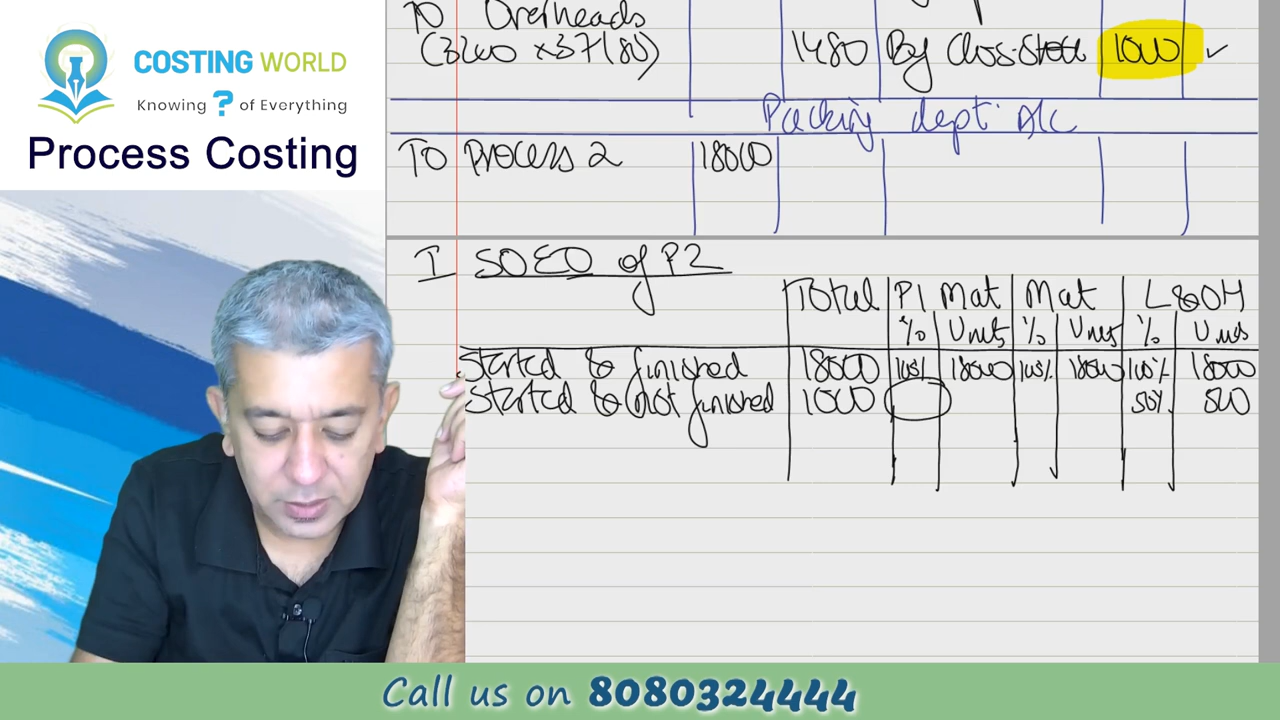 COSTING WORLD
Knowing ? of Everything
Process Costing
To Overheads
(3200 x 37/80) 1480 By Clos. Stock 1000
Packing dept. A/c
To Process 2 18000
I SOEO of P2
Total P1 Mat Mat L & OH
% Units % Units % Units
Started & finished 18000 100% 18000 100% 18000 100% 18000
Started & not finished 1000 50% 500
Call us on 8080324444